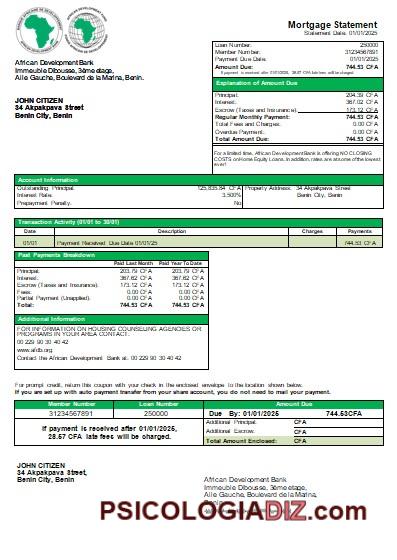 Mortgage Statement
Statement Date: 01/01/2025
Loan Number: 250000
Member Number: 31234567891
Payment Due Date: 01/01/2025
Amount Due: 744.53 CFA
If payment is received after 01/01/2025, 28.57 CFA late fees will be charged.
African Development Bank
Immeuble Dbousse, 3ème etage,
Alle Gauche, Boulevard de la Marina, Benin.
JOHN CITIZEN
34 Akpakpava Street
Benin City, Benin
Explanation of Amount Due
Principal: 204.39 CFA
Interest: 367.02 CFA
Escrow (Taxes and Insurance): 173.12 CFA
Regular Monthly Payment: 744.53 CFA
Total Fees and Charges: 0.00 CFA
Overdue Payment: 0.00 CFA
Total Amount Due: 744.53 CFA
For a limited time, African Development Bank is offering NO CLOSING
COSTS on Home Equity Loans. In addition, rates are at some of the lowest
ever!
Account Information
Outstanding Principal: 125,835.84 CFA Property Address: 34 Akpakpava Street
Interest Rate: 3.500% Benin City, Benin
Prepayment Penalty: No
Transaction Activity (01/01 to 30/01)
Date Description Charges Payments
01/01 Payment Received Due Date 01/01/25 744.53 CFA
Past Payments Breakdown
Paid Last Month Paid Year To Date
Principal: 203.79 CFA 203.79 CFA
Interest: 367.62 CFA 367.62 CFA
Escrow (Taxes and Insurance): 173.12 CFA 173.12 CFA
Fees: 0.00 CFA 0.00 CFA
Partial Payment (Unapplied): 0.00 CFA 0.00 CFA
Total: 744.53 CFA 744.53 CFA
Additional Information
FOR INFORMATION ON HOUSING COUNSELING AGENCIES OR
PROGRAMS IN YOUR AREA CONTACT:
00 229 90 30 40 42
www.afdb.org
Contact the African Development Bank at: 00 229 90 30 40 42
For prompt credit, return this coupon with your check in the enclosed envelope to the location shown below.
If you are set up with auto payment transfer from your share account, you do not need to mail your payment.
Member Number Loan Number Amount Due
31234567891 250000 Due By: 01/01/2025 744.53CFA
If payment is received after 01/01/2025,
28.57 CFA late fees will be charged.
Additional Principal: CFA
Additional Escrow: CFA
Total Amount Enclosed: CFA
JOHN CITIZEN
34 Akpakpava Street,
Benin City, Benin
African Development Bank
Immeuble Dbousse, 3ème etage,
Alle Gauche, Boulevard de la Marina,
PSICOLOGIADIZ.com